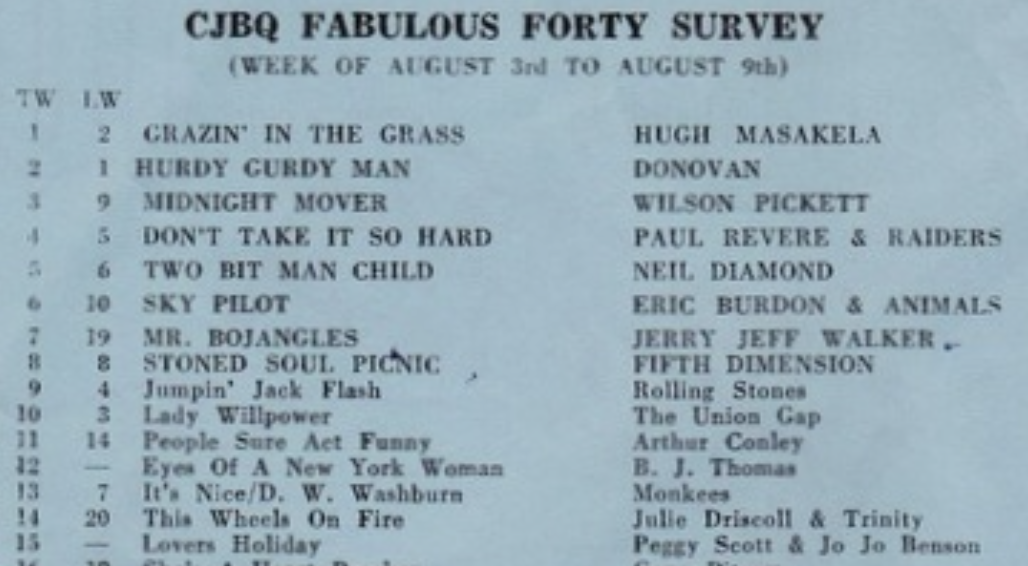 CJBQ FABULOUS FORTY SURVEY
(WEEK OF AUGUST 3rd TO AUGUST 9th)
TW LW
1 2 GRAZIN' IN THE GRASS HUGH MASAKELA
2 1 HURDY GURDY MAN DONOVAN
3 9 MIDNIGHT MOVER WILSON PICKETT
4 5 DON'T TAKE IT SO HARD PAUL REVERE & RAIDERS
5 6 TWO BIT MAN CHILD NEIL DIAMOND
6 10 SKY PILOT ERIC BURDON & ANIMALS
7 19 MR. BOJANGLES JERRY JEFF WALKER
8 8 STONED SOUL PICNIC FIFTH DIMENSION
9 4 Jumpin' Jack Flash Rolling Stones
10 3 Lady Willpower The Union Gap
11 14 People Sure Act Funny Arthur Conley
12 — Eyes Of A New York Woman B. J. Thomas
13 7 It's Nice/D. W. Washburn Monkees
14 20 This Wheels On Fire Julie Driscoll & Trinity
15 — Lovers Holiday Peggy Scott & Jo Jo Benson